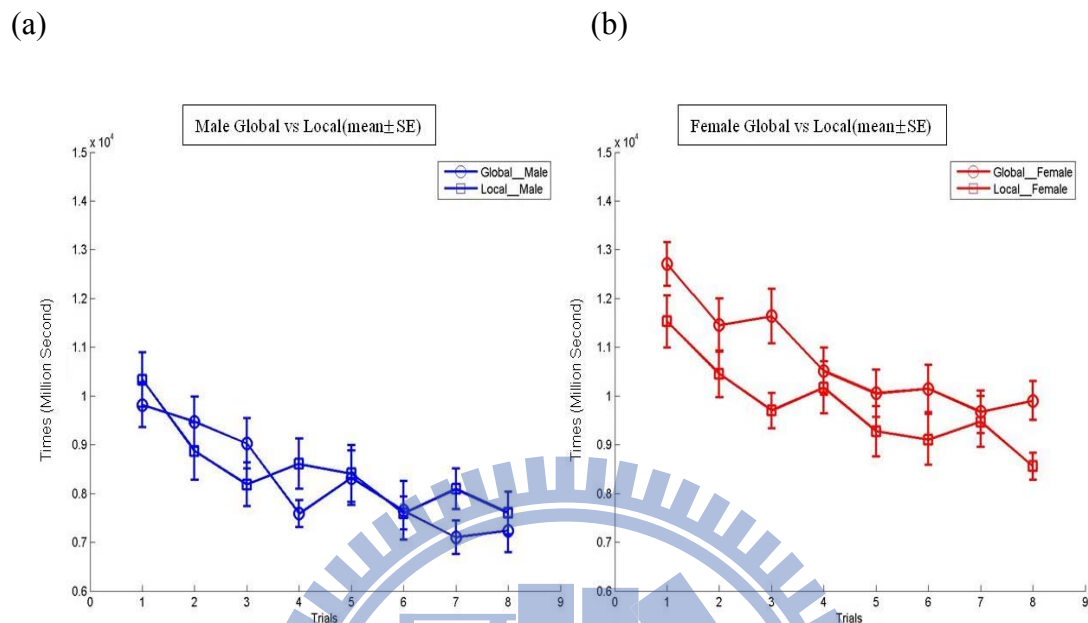 (a)
(b)
Male Global vs Local(mean±SE)
x 10⁴
1.5
1.4
1.3
1.2
1.1
1
0.9
0.8
0.7
0.6
Times (Million Second)
Global__Male
Local__Male
0 1 2 3 4 5 6 7 8 9
Trials
Female Global vs Local(mean±SE)
x 10⁴
1.5
1.4
1.3
1.2
1.1
1
0.9
0.8
0.7
0.6
Times (Million Second)
Global__Female
Local__Female
0 1 2 3 4 5 6 7 8 9
Trials